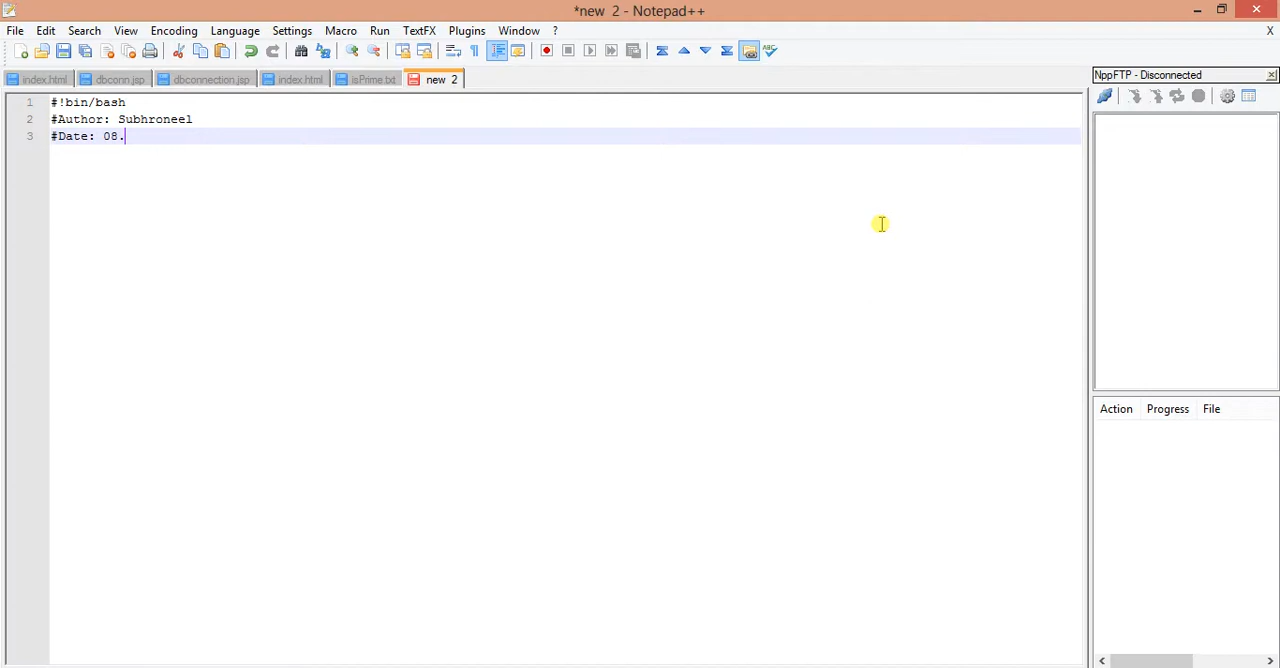 *new 2 - Notepad++
File Edit Search View Encoding Language Settings Macro Run TextFX Plugins Window ? X
index.html dbconn.jsp dbconnection.jsp index.html isPrime.txt new 2
NppFTP - Disconnected
1 #!bin/bash
2 #Author: Subhroneel
3 #Date: 08.
Action Progress File